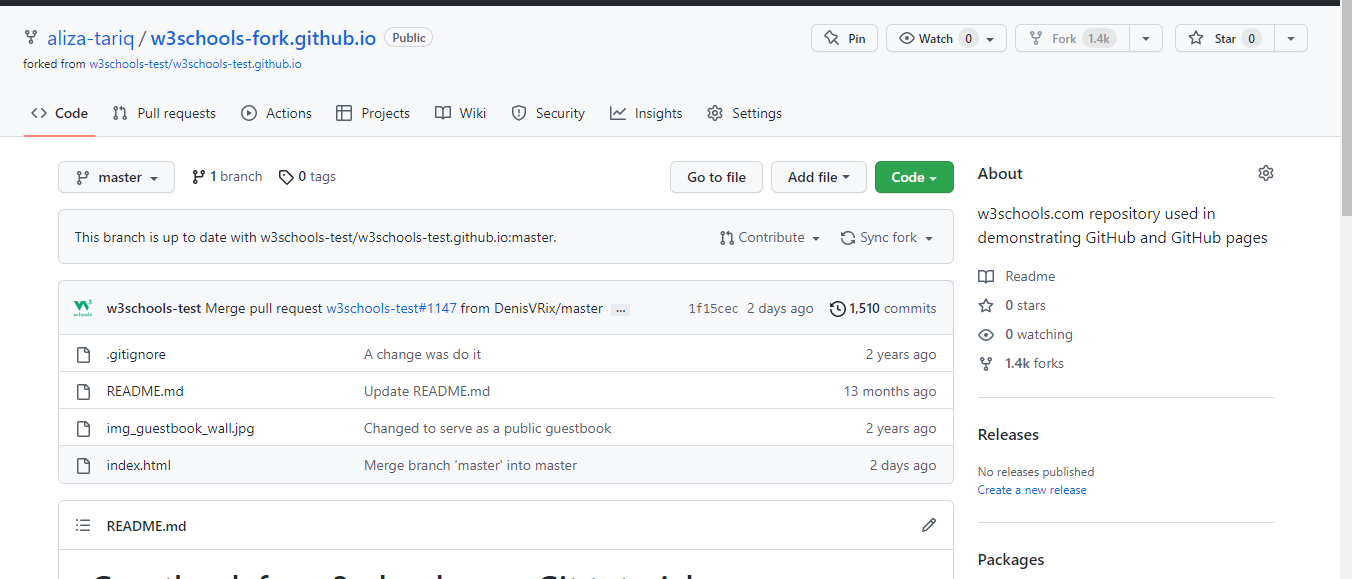 aliza-tariq / w3schools-fork.github.io Public
Pin
Watch 0
Fork 1.4k
Star 0
forked from w3schools-test/w3schools-test.github.io
Code Pull requests Actions Projects Wiki Security Insights Settings
master 1 branch 0 tags Go to file Add file Code
This branch is up to date with w3schools-test/w3schools-test.github.io:master. Contribute Sync fork
w3schools-test Merge pull request w3schools-test#1147 from DenisVRix/master ... 1f15cec 2 days ago 1,510 commits
.gitignore A change was do it 2 years ago
README.md Update README.md 13 months ago
img_guestbook_wall.jpg Changed to serve as a public guestbook 2 years ago
index.html Merge branch 'master' into master 2 days ago
README.md
About
w3schools.com repository used in
demonstrating GitHub and GitHub pages
Readme
0 stars
0 watching
1.4k forks
Releases
No releases published
Create a new release
Packages